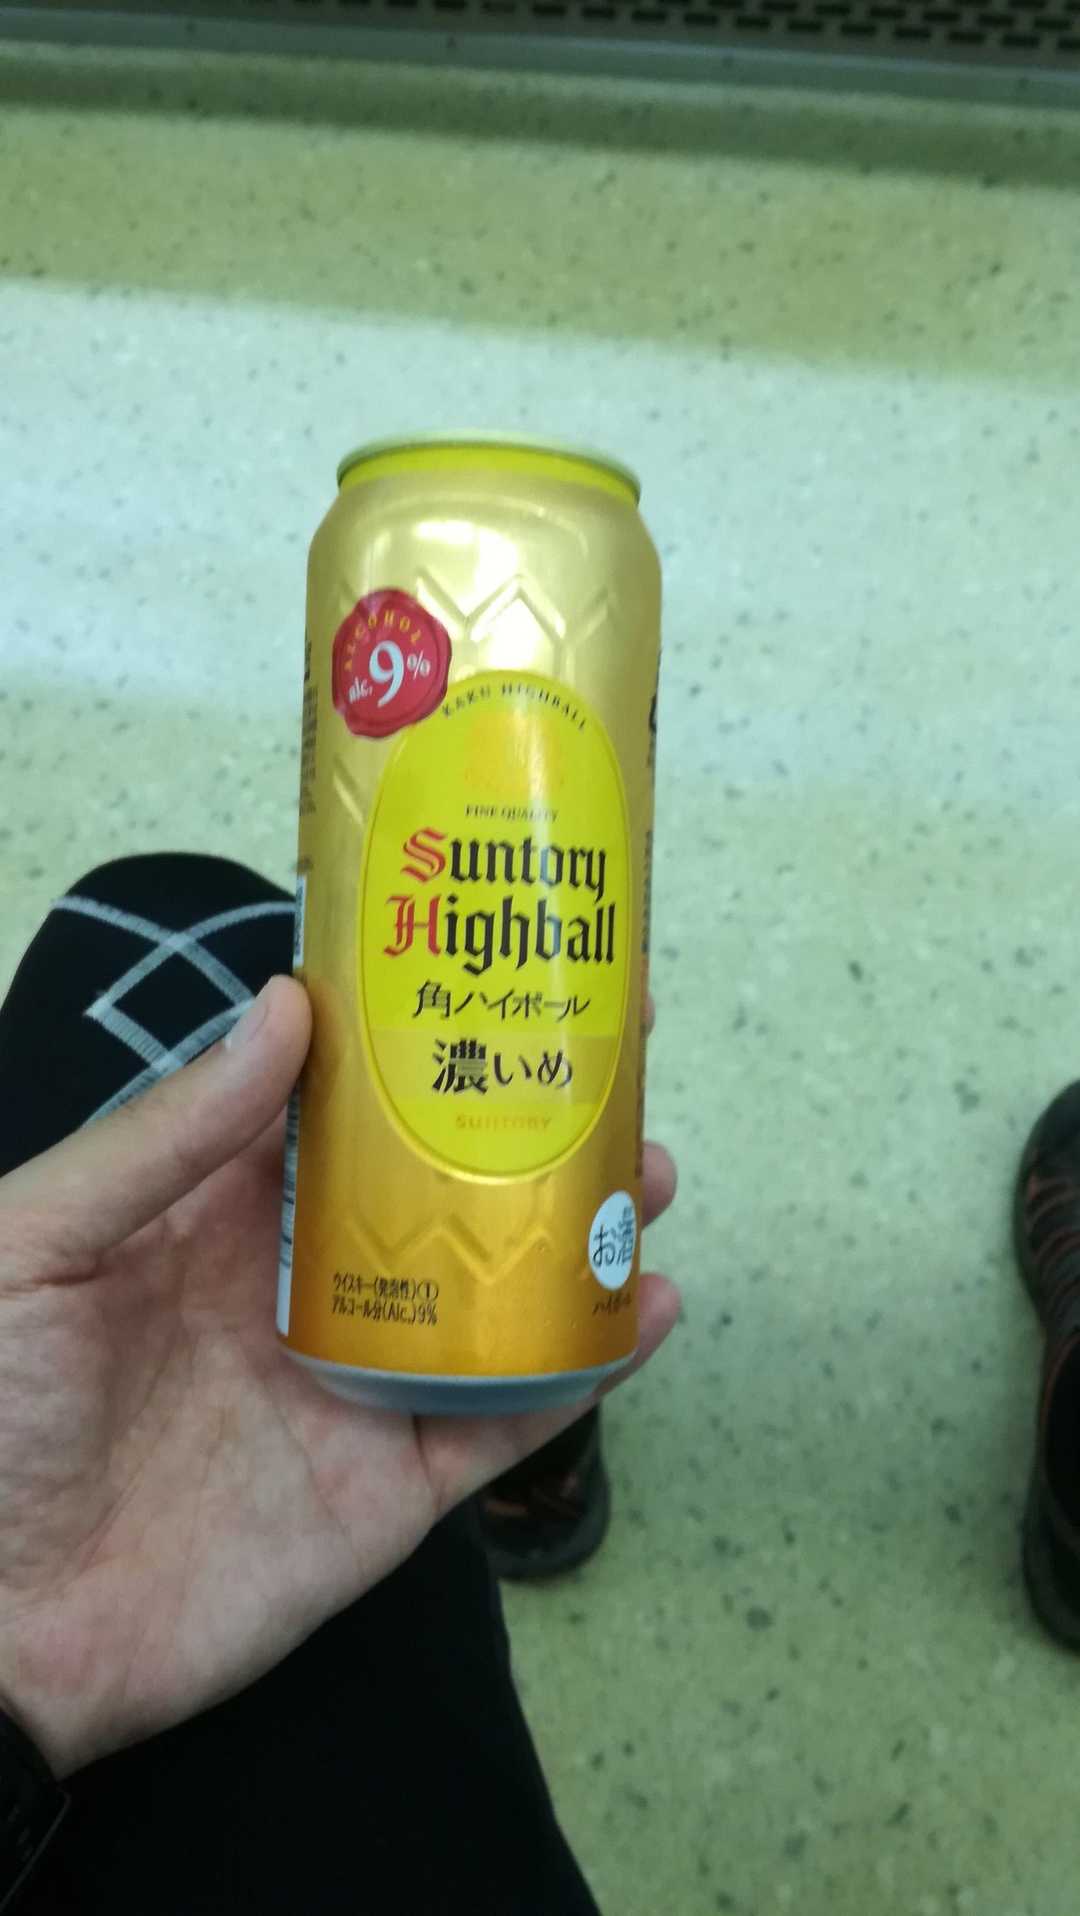 ALCOHOL
alc.9%
KAKU HIGHBALL
FINE QUALITY
Suntory
Highball
角ハイボール
濃いめ
SUNTORY
お酒
ハイボール
ウイスキー(発泡性)①
アルコール分(Alc.)9%